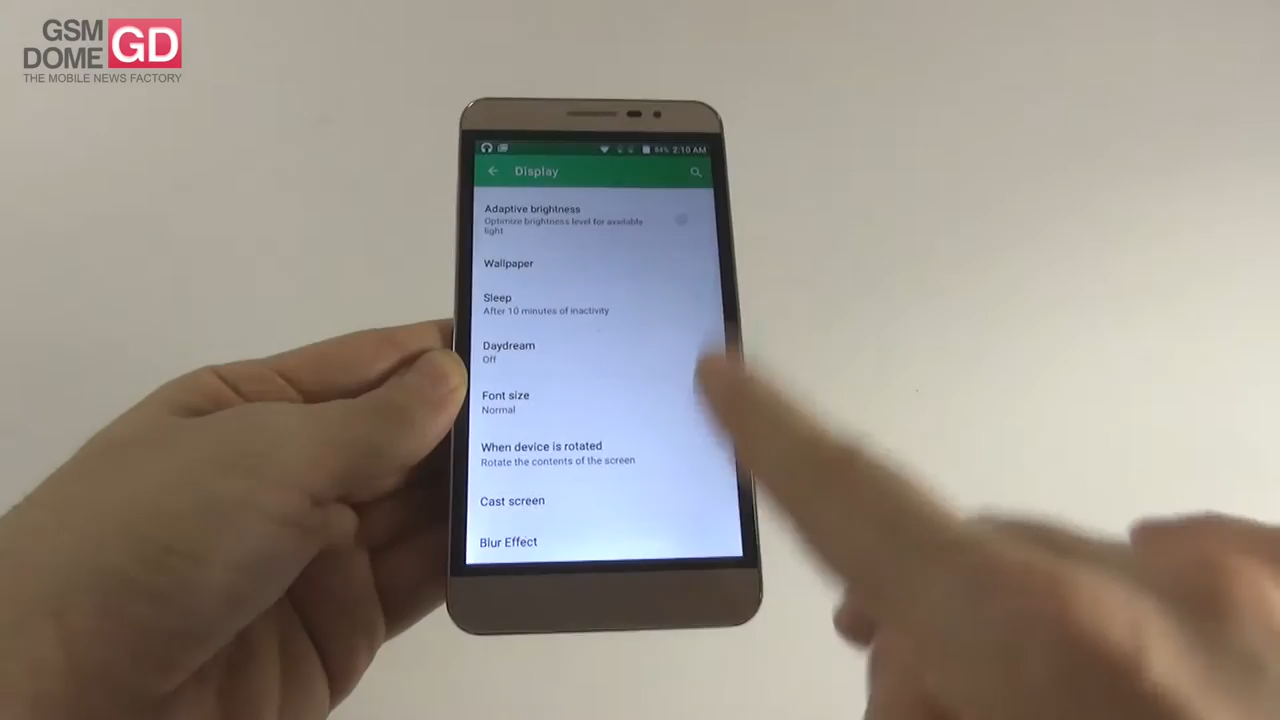 GSM
DOME GD
THE MOBILE NEWS FACTORY
84% 2:10 AM
Display
Adaptive brightness
Optimize brightness level for available
light
Wallpaper
Sleep
After 10 minutes of inactivity
Daydream
Off
Font size
Normal
When device is rotated
Rotate the contents of the screen
Cast screen
Blur Effect